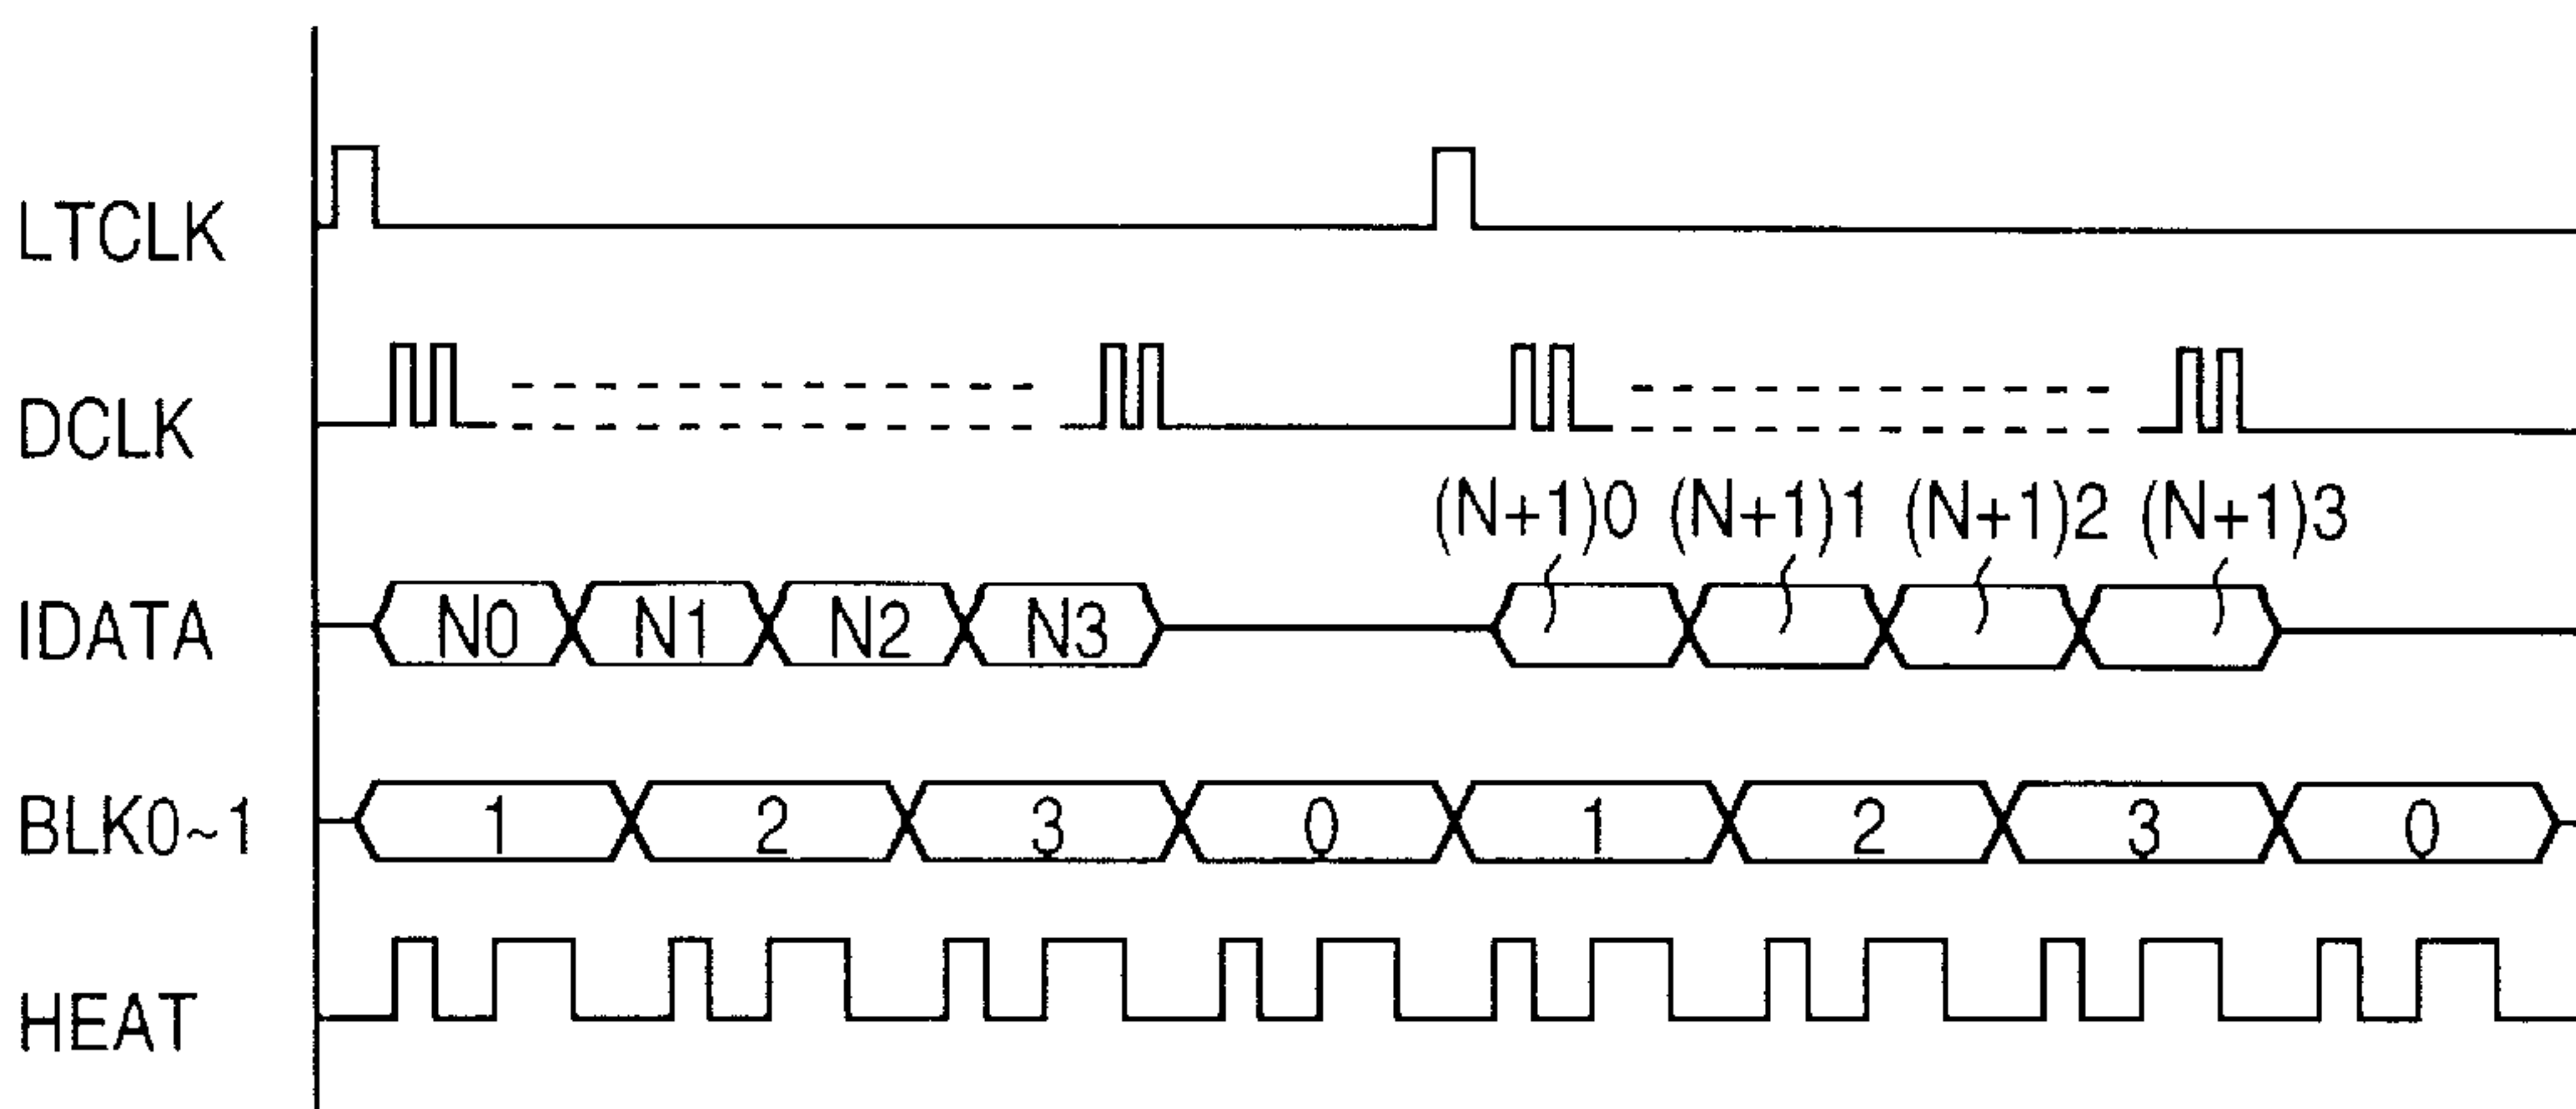 LTCLK
DCLK
(N+1)0 (N+1)1 (N+1)2 (N+1)3
IDATA N0 N1 N2 N3
BLK0~1 1 2 3 0 1 2 3 0
HEAT